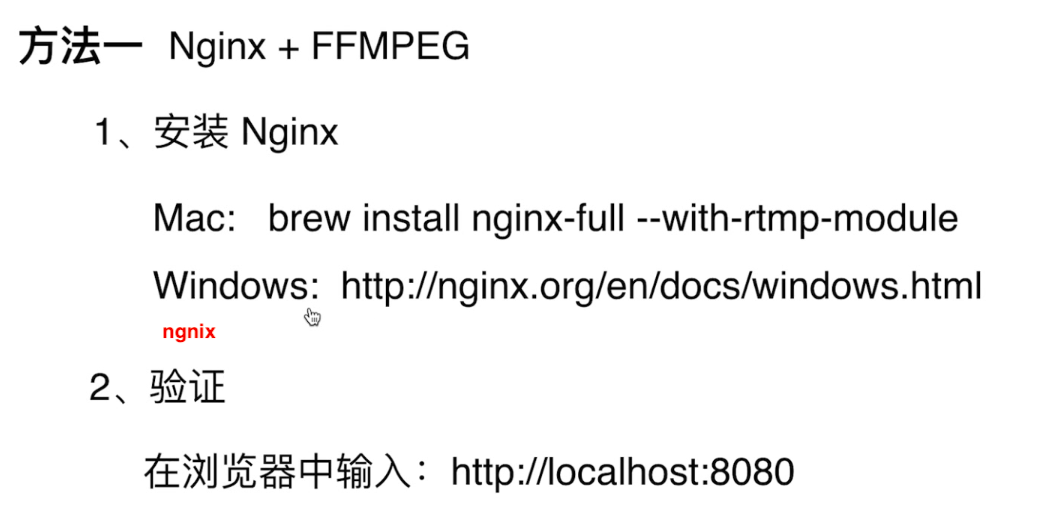 方法一 Nginx + FFMPEG
1、安装 Nginx
Mac: brew install nginx-full --with-rtmp-module
Windows: http://nginx.org/en/docs/windows.html
ngnix
2、验证
在浏览器中输入：http://localhost:8080